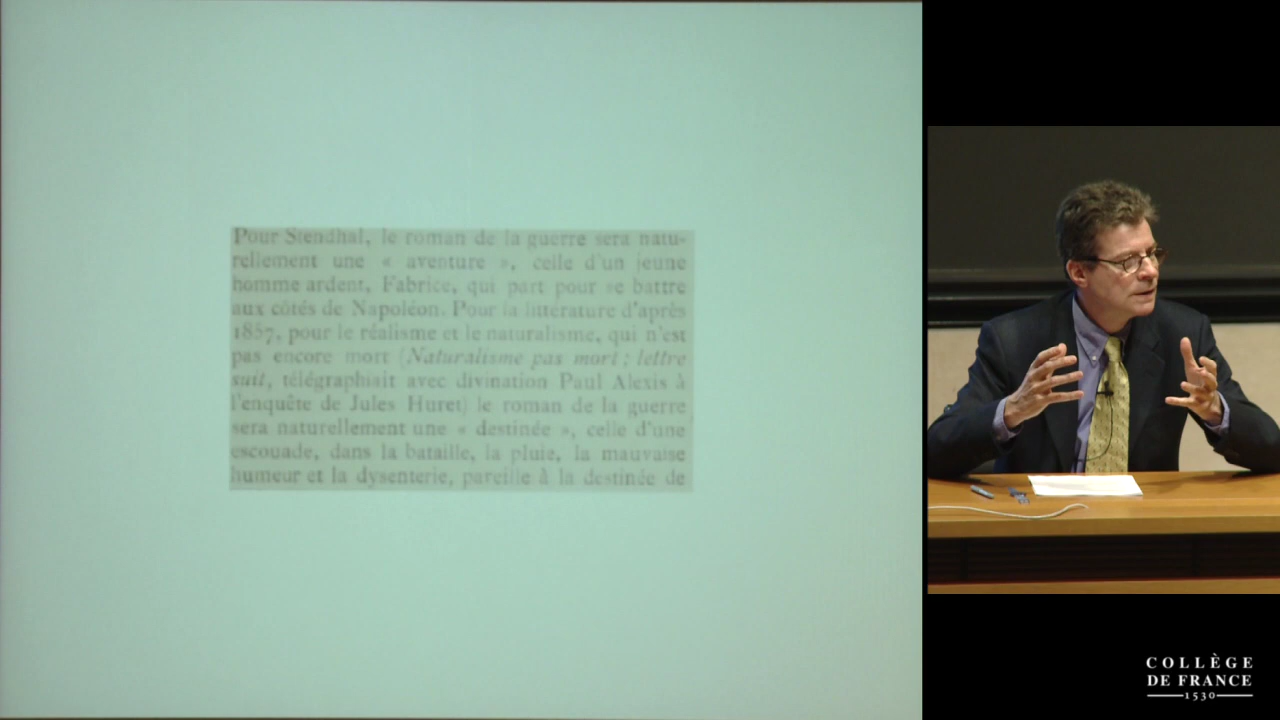 Pour Stendhal, le roman de la guerre sera natu-
rellement une « aventure », celle d'un jeune
homme ardent, Fabrice, qui part pour se battre
aux côtés de Napoléon. Pour la littérature d'après
1857, pour le réalisme et le naturalisme, qui n'est
pas encore mort (Naturalisme pas mort ; lettre
suit, télégraphiait avec divination Paul Alexis à
l'enquête de Jules Huret) le roman de la guerre
sera naturellement une « destinée », celle d'une
escouade, dans la bataille, la pluie, la mauvaise
humeur et la dysenterie, pareille à la destinée de
COLLÈGE
DE FRANCE
1530